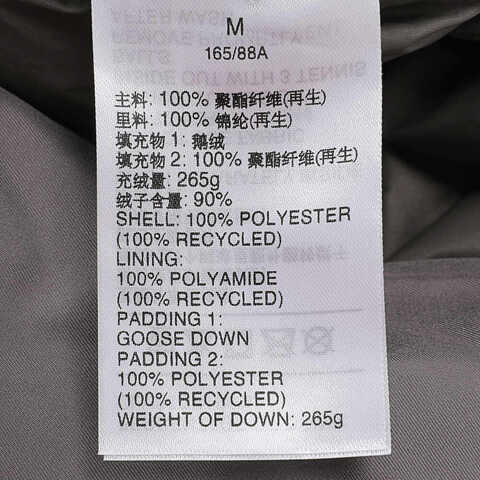 M
165/88A
主料: 100% 聚酯纤维(再生)
里料: 100% 锦纶(再生)
填充物 1: 鹅绒
填充物 2: 100% 聚酯纤维(再生)
充绒量: 265g
绒子含量: 90%
SHELL: 100% POLYESTER
(100% RECYCLED)
LINING:
100% POLYAMIDE
(100% RECYCLED)
PADDING 1:
GOOSE DOWN
PADDING 2:
100% POLYESTER
(100% RECYCLED)
WEIGHT OF DOWN: 265g